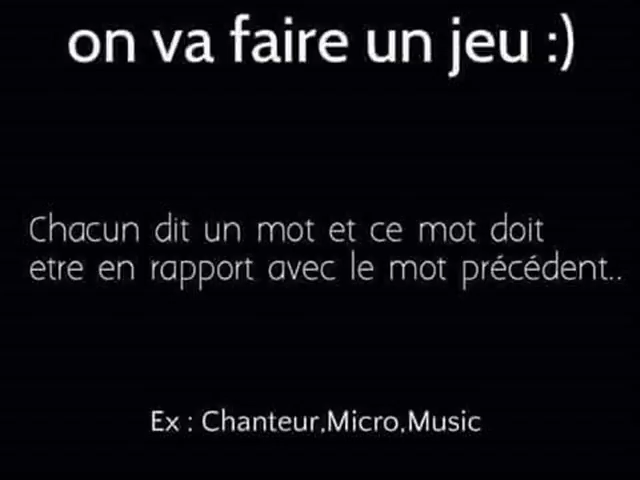 on va faire un jeu :)
Chacun dit un mot et ce mot doit
etre en rapport avec le mot précédent..
Ex : Chanteur,Micro,Music